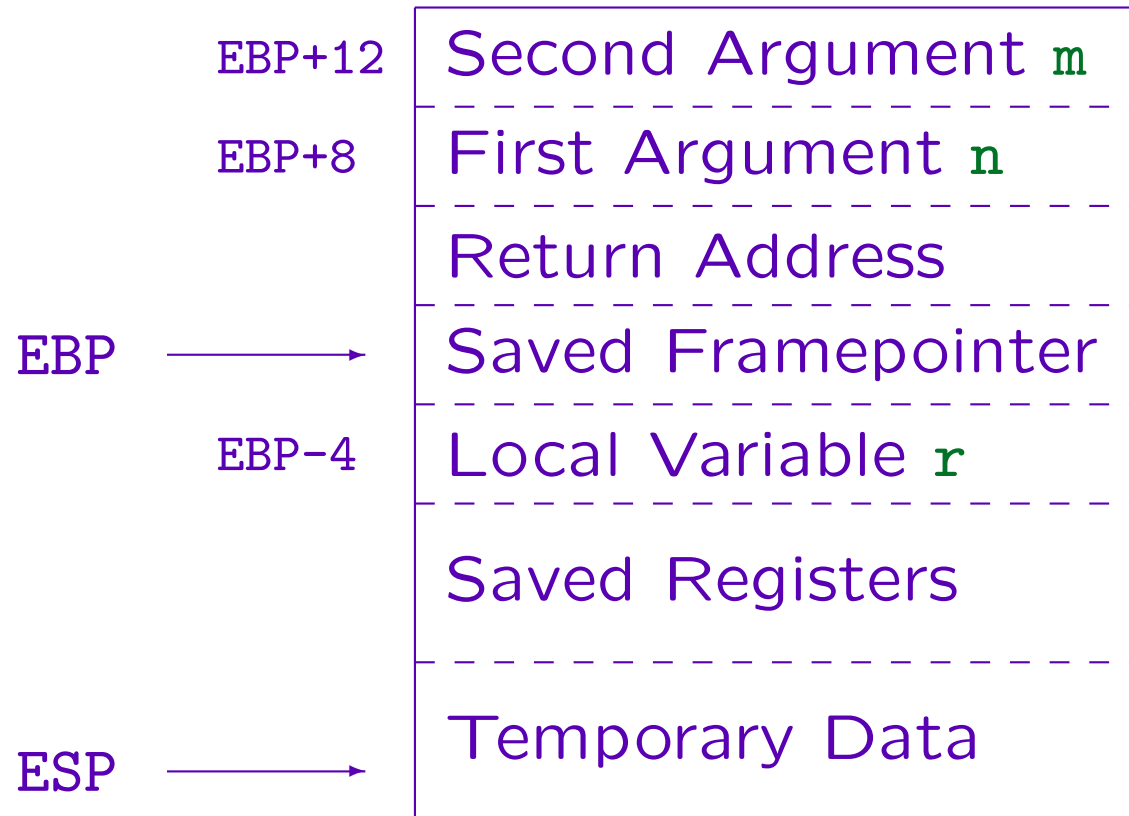 EBP+12 Second Argument m
EBP+8 First Argument n
Return Address
EBP Saved Framepointer
EBP-4 Local Variable r
Saved Registers
Temporary Data
ESP